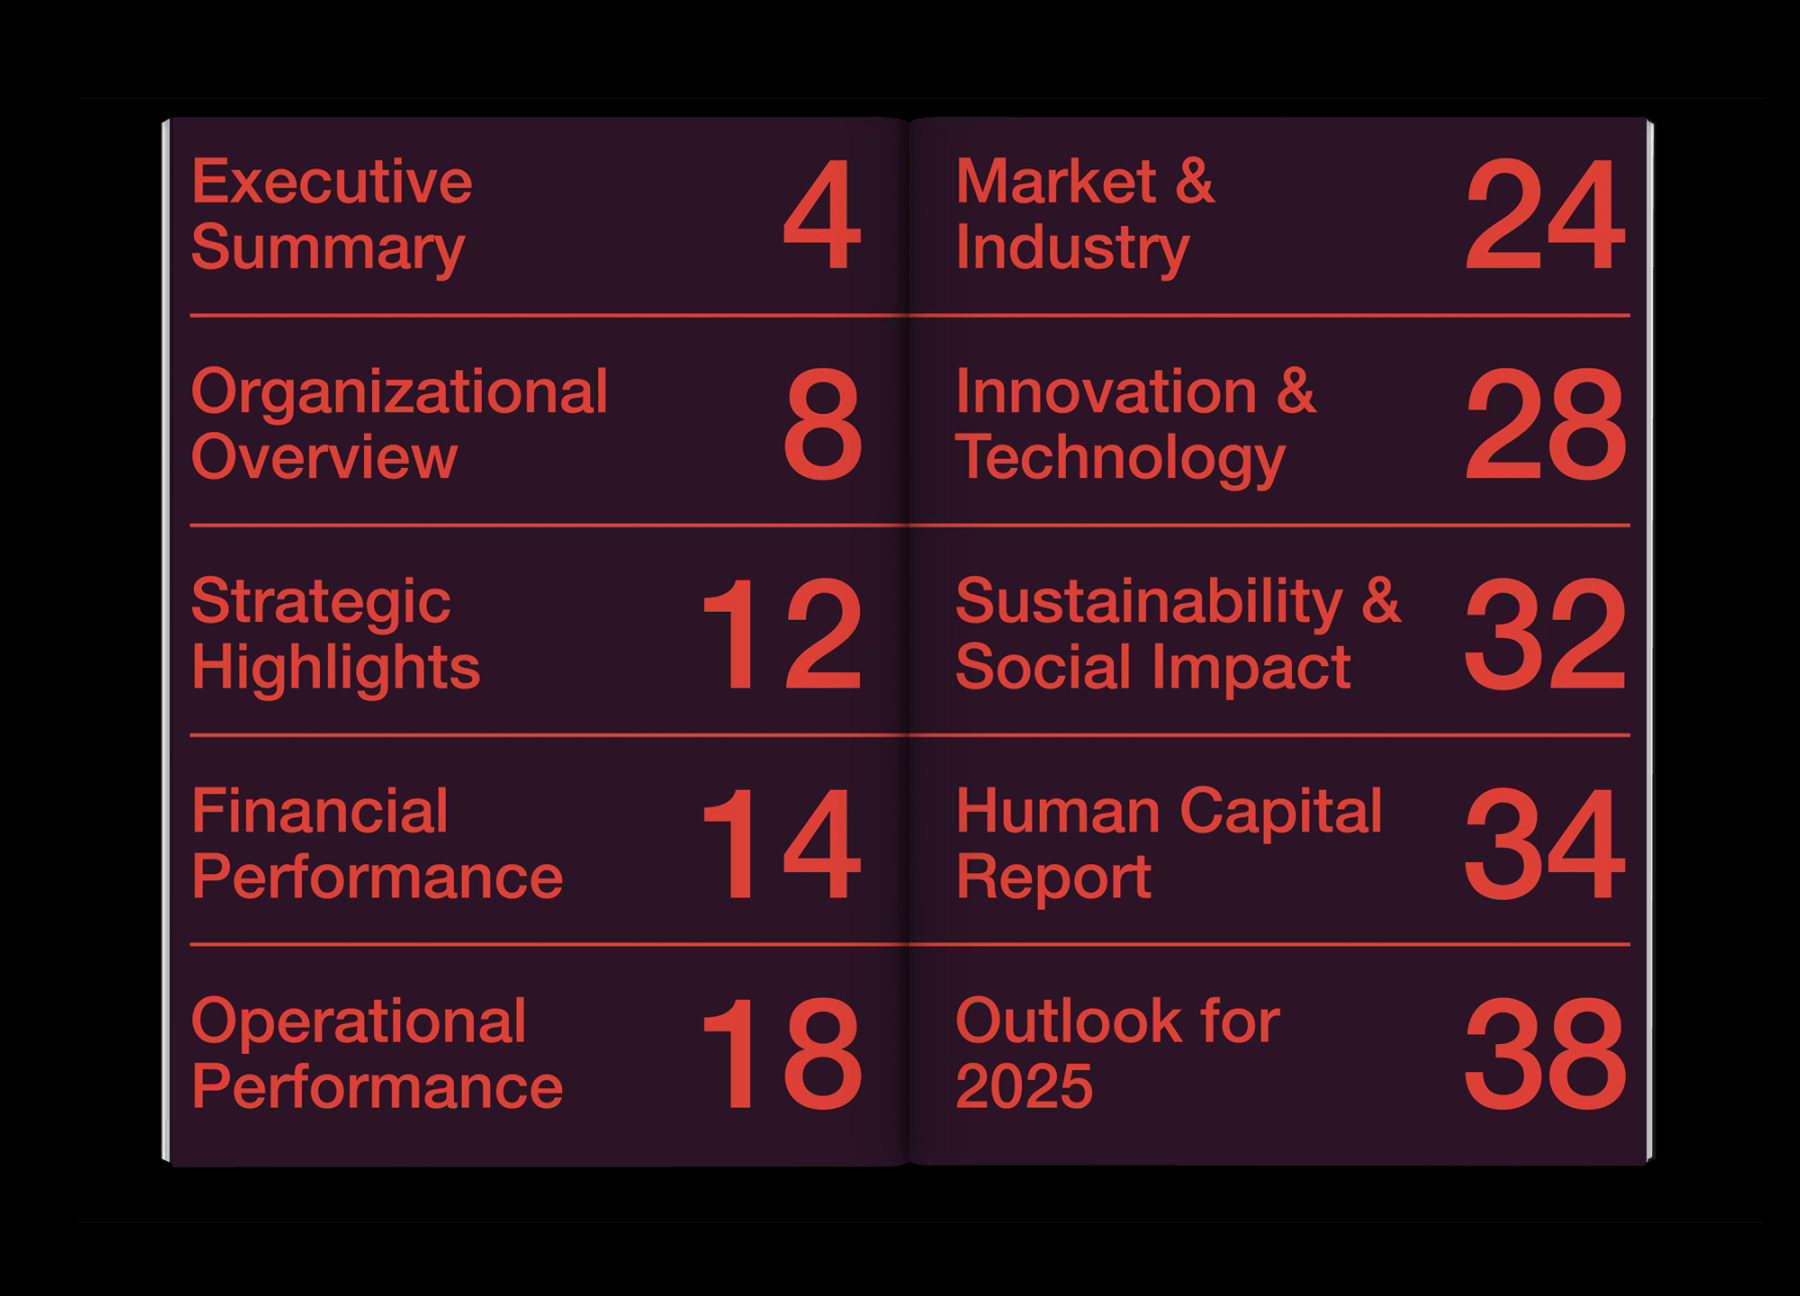 Executive
Summary
4
Organizational
Overview
8
Strategic
Highlights
12
Financial
Performance
14
Operational
Performance
18
Market &
Industry
24
Innovation &
Technology
28
Sustainability &
Social Impact
32
Human Capital
Report
34
Outlook for
2025
38